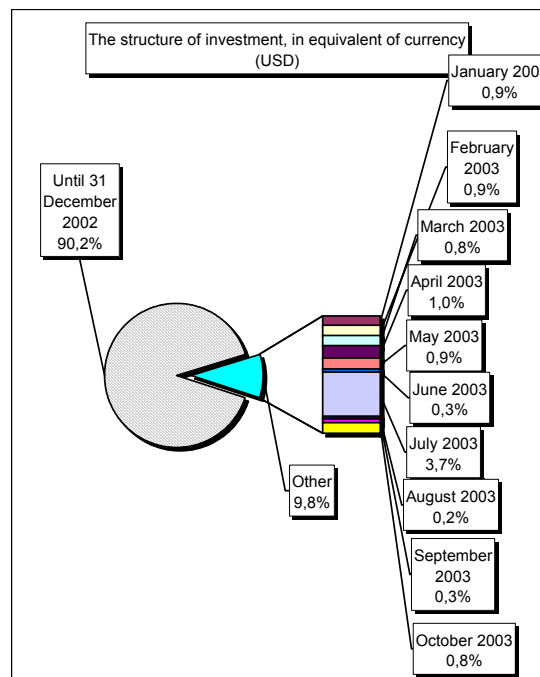 The structure of investment, in equivalent of currency
(USD)
January 2003
0,9%
February
2003
0,9%
Until 31
December
2002
90,2%
March 2003
0,8%
April 2003
1,0%
May 2003
0,9%
June 2003
0,3%
July 2003
3,7%
Other
9,8%
August 2003
0,2%
September
2003
0,3%
October 2003
0,8%